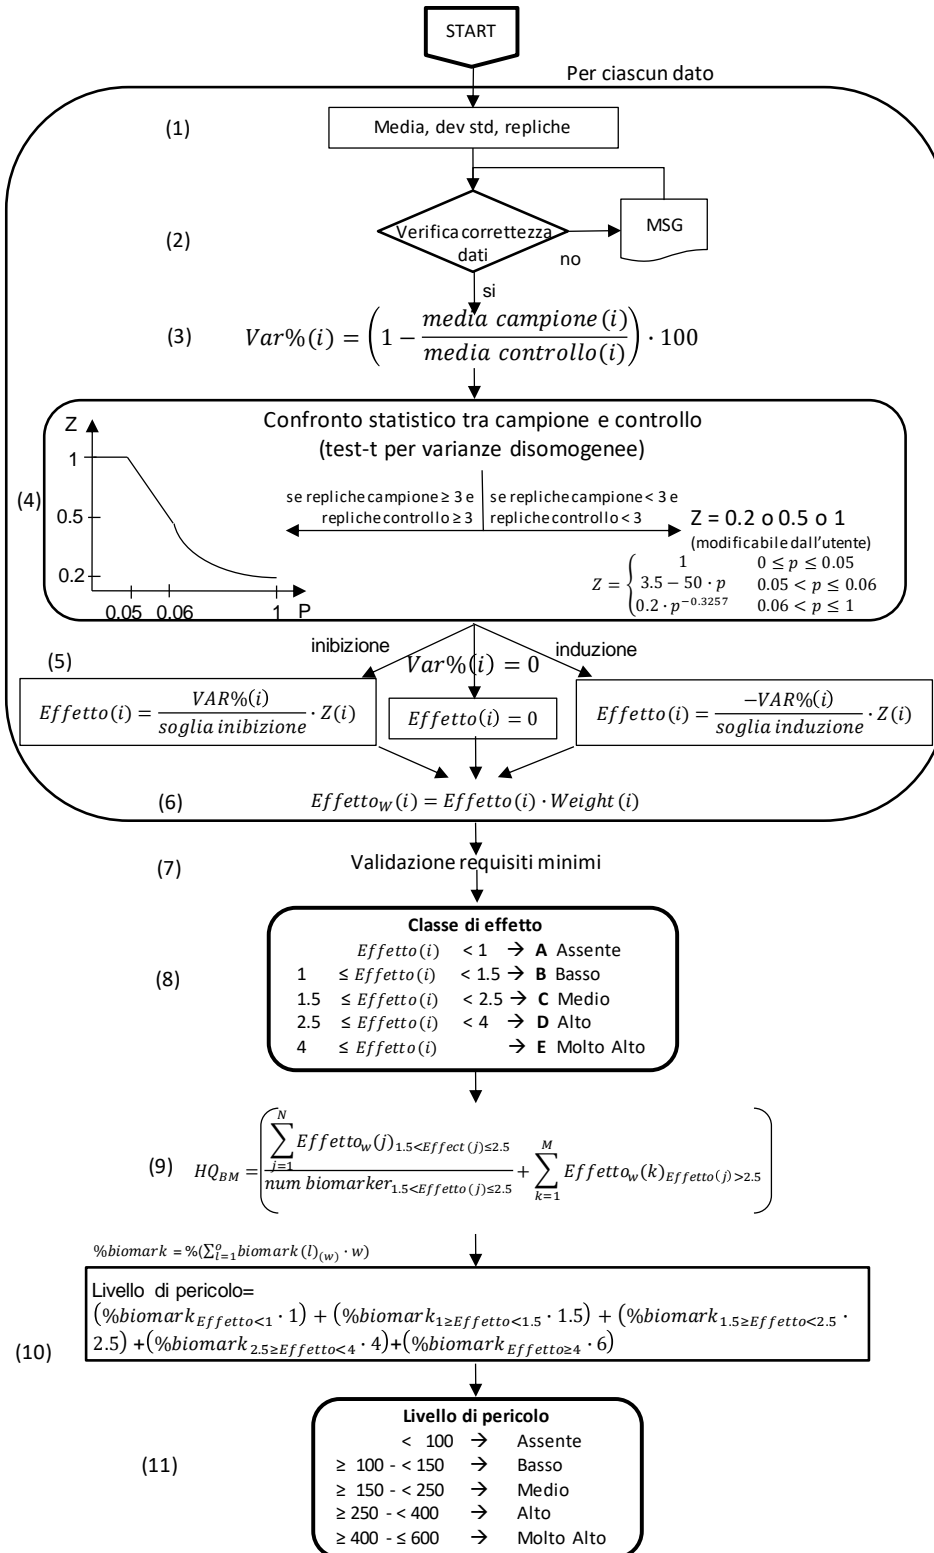 START
Per ciascun dato
(1)
Media, dev std, repliche
(2)
Verifica correttezza
dati
no
MSG
si
(3)
Var%(i) = (1 − media campione(i) / media controllo(i)) · 100
(4)
Confronto statistico tra campione e controllo
(test-t per varianze disomogenee)
Z
1
0.5
0.2
0.05 0.06 1 P
se repliche campione ≥ 3 e
repliche controllo ≥ 3
se repliche campione < 3 e
repliche controllo < 3
Z = 0.2 o 0.5 o 1
(modificabile dall'utente)
Z = { 1 0 ≤ p ≤ 0.05
3.5 − 50 · p 0.05 < p ≤ 0.06
0.2 · p^−0.3257 0.06 < p ≤ 1
inibizione
Var%(i) = 0
induzione
(5)
Effetto(i) = VAR%(i) / soglia inibizione · Z(i)
Effetto(i) = 0
Effetto(i) = −VAR%(i) / soglia induzione · Z(i)
(6)
Effetto_W(i) = Effetto(i) · Weight(i)
(7)
Validazione requisiti minimi
(8)
Classe di effetto
Effetto(i) < 1 → A Assente
1 ≤ Effetto(i) < 1.5 → B Basso
1.5 ≤ Effetto(i) < 2.5 → C Medio
2.5 ≤ Effetto(i) < 4 → D Alto
4 ≤ Effetto(i) → E Molto Alto
(9)
HQ_BM = (∑_{j=1}^{N} Effetto_w(j)_{1.5<Effect(j)≤2.5} / num biomarker_{1.5<Effetto(j)≤2.5} + ∑_{k=1}^{M} Effetto_w(k)_{Effetto(j)>2.5})
%biomark = %(∑_{l=1}^{o} biomark(l)_{(w)} · w)
(10)
Livello di pericolo=
(%biomark_{Effetto<1} · 1) + (%biomark_{1≥Effetto<1.5} · 1.5) + (%biomark_{1.5≥Effetto<2.5} ·
2.5) +(%biomark_{2.5≥Effetto<4} · 4)+(%biomark_{Effetto≥4} · 6)
(11)
Livello di pericolo
< 100 → Assente
≥ 100 - < 150 → Basso
≥ 150 - < 250 → Medio
≥ 250 - < 400 → Alto
≥ 400 - ≤ 600 → Molto Alto